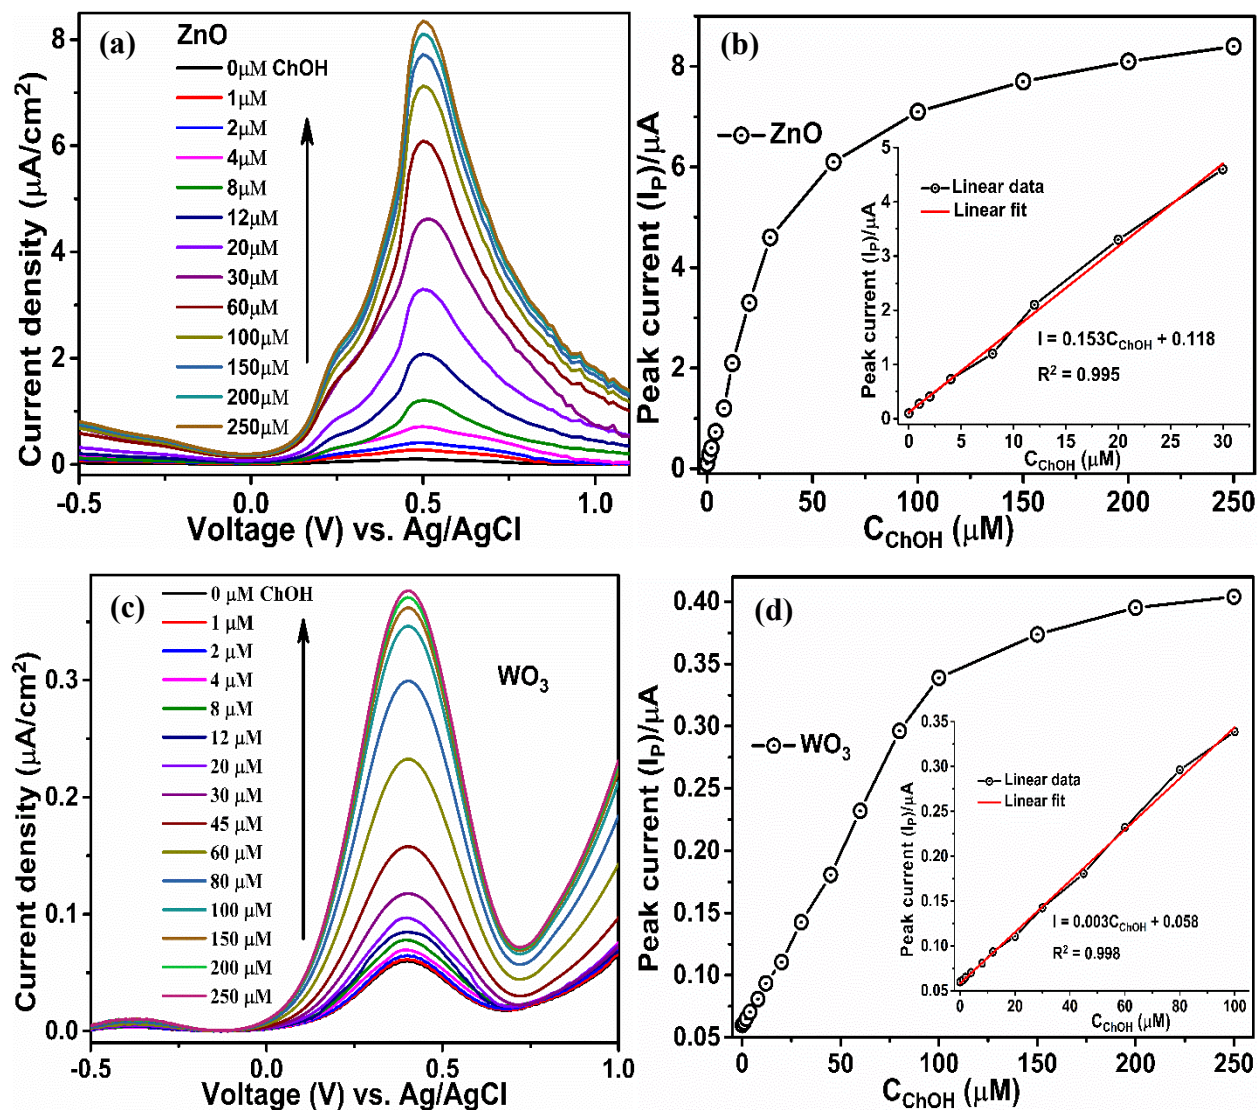 (a)
ZnO
0μM ChOH
1μM
2μM
4μM
8μM
12μM
20μM
30μM
60μM
100μM
150μM
200μM
250μM
Current density (μA/cm²)
8
6
4
2
0
-0.5
0.0
0.5
1.0
Voltage (V) vs. Ag/AgCl
(b)
ZnO
Peak current (Iₚ)/μA
8
6
4
2
0
0
50
100
150
200
250
C_ChOH (μM)
Linear data
Linear fit
Peak current (Iₚ)/μA
5
4
3
2
1
0
I = 0.153C_ChOH + 0.118
R² = 0.995
0
5
10
15
20
25
30
C_ChOH (μM)
(c)
0 μM ChOH
1 μM
2 μM
4 μM
8 μM
12 μM
20 μM
30 μM
45 μM
60 μM
80 μM
100 μM
150 μM
200 μM
250 μM
WO₃
Current density (μA/cm²)
0.3
0.2
0.1
0.0
-0.5
0.0
0.5
1.0
Voltage (V) vs. Ag/AgCl
(d)
WO₃
Peak current (Iₚ)/μA
0.40
0.35
0.30
0.25
0.20
0.15
0.10
0.05
0
50
100
150
200
250
C_ChOH (μM)
Linear data
Linear fit
Peak current (Iₚ)/μA
0.35
0.30
0.25
0.20
0.15
0.10
0.05
I = 0.003C_ChOH + 0.058
R² = 0.998
0
20
40
60
80
100
C_ChOH (μM)